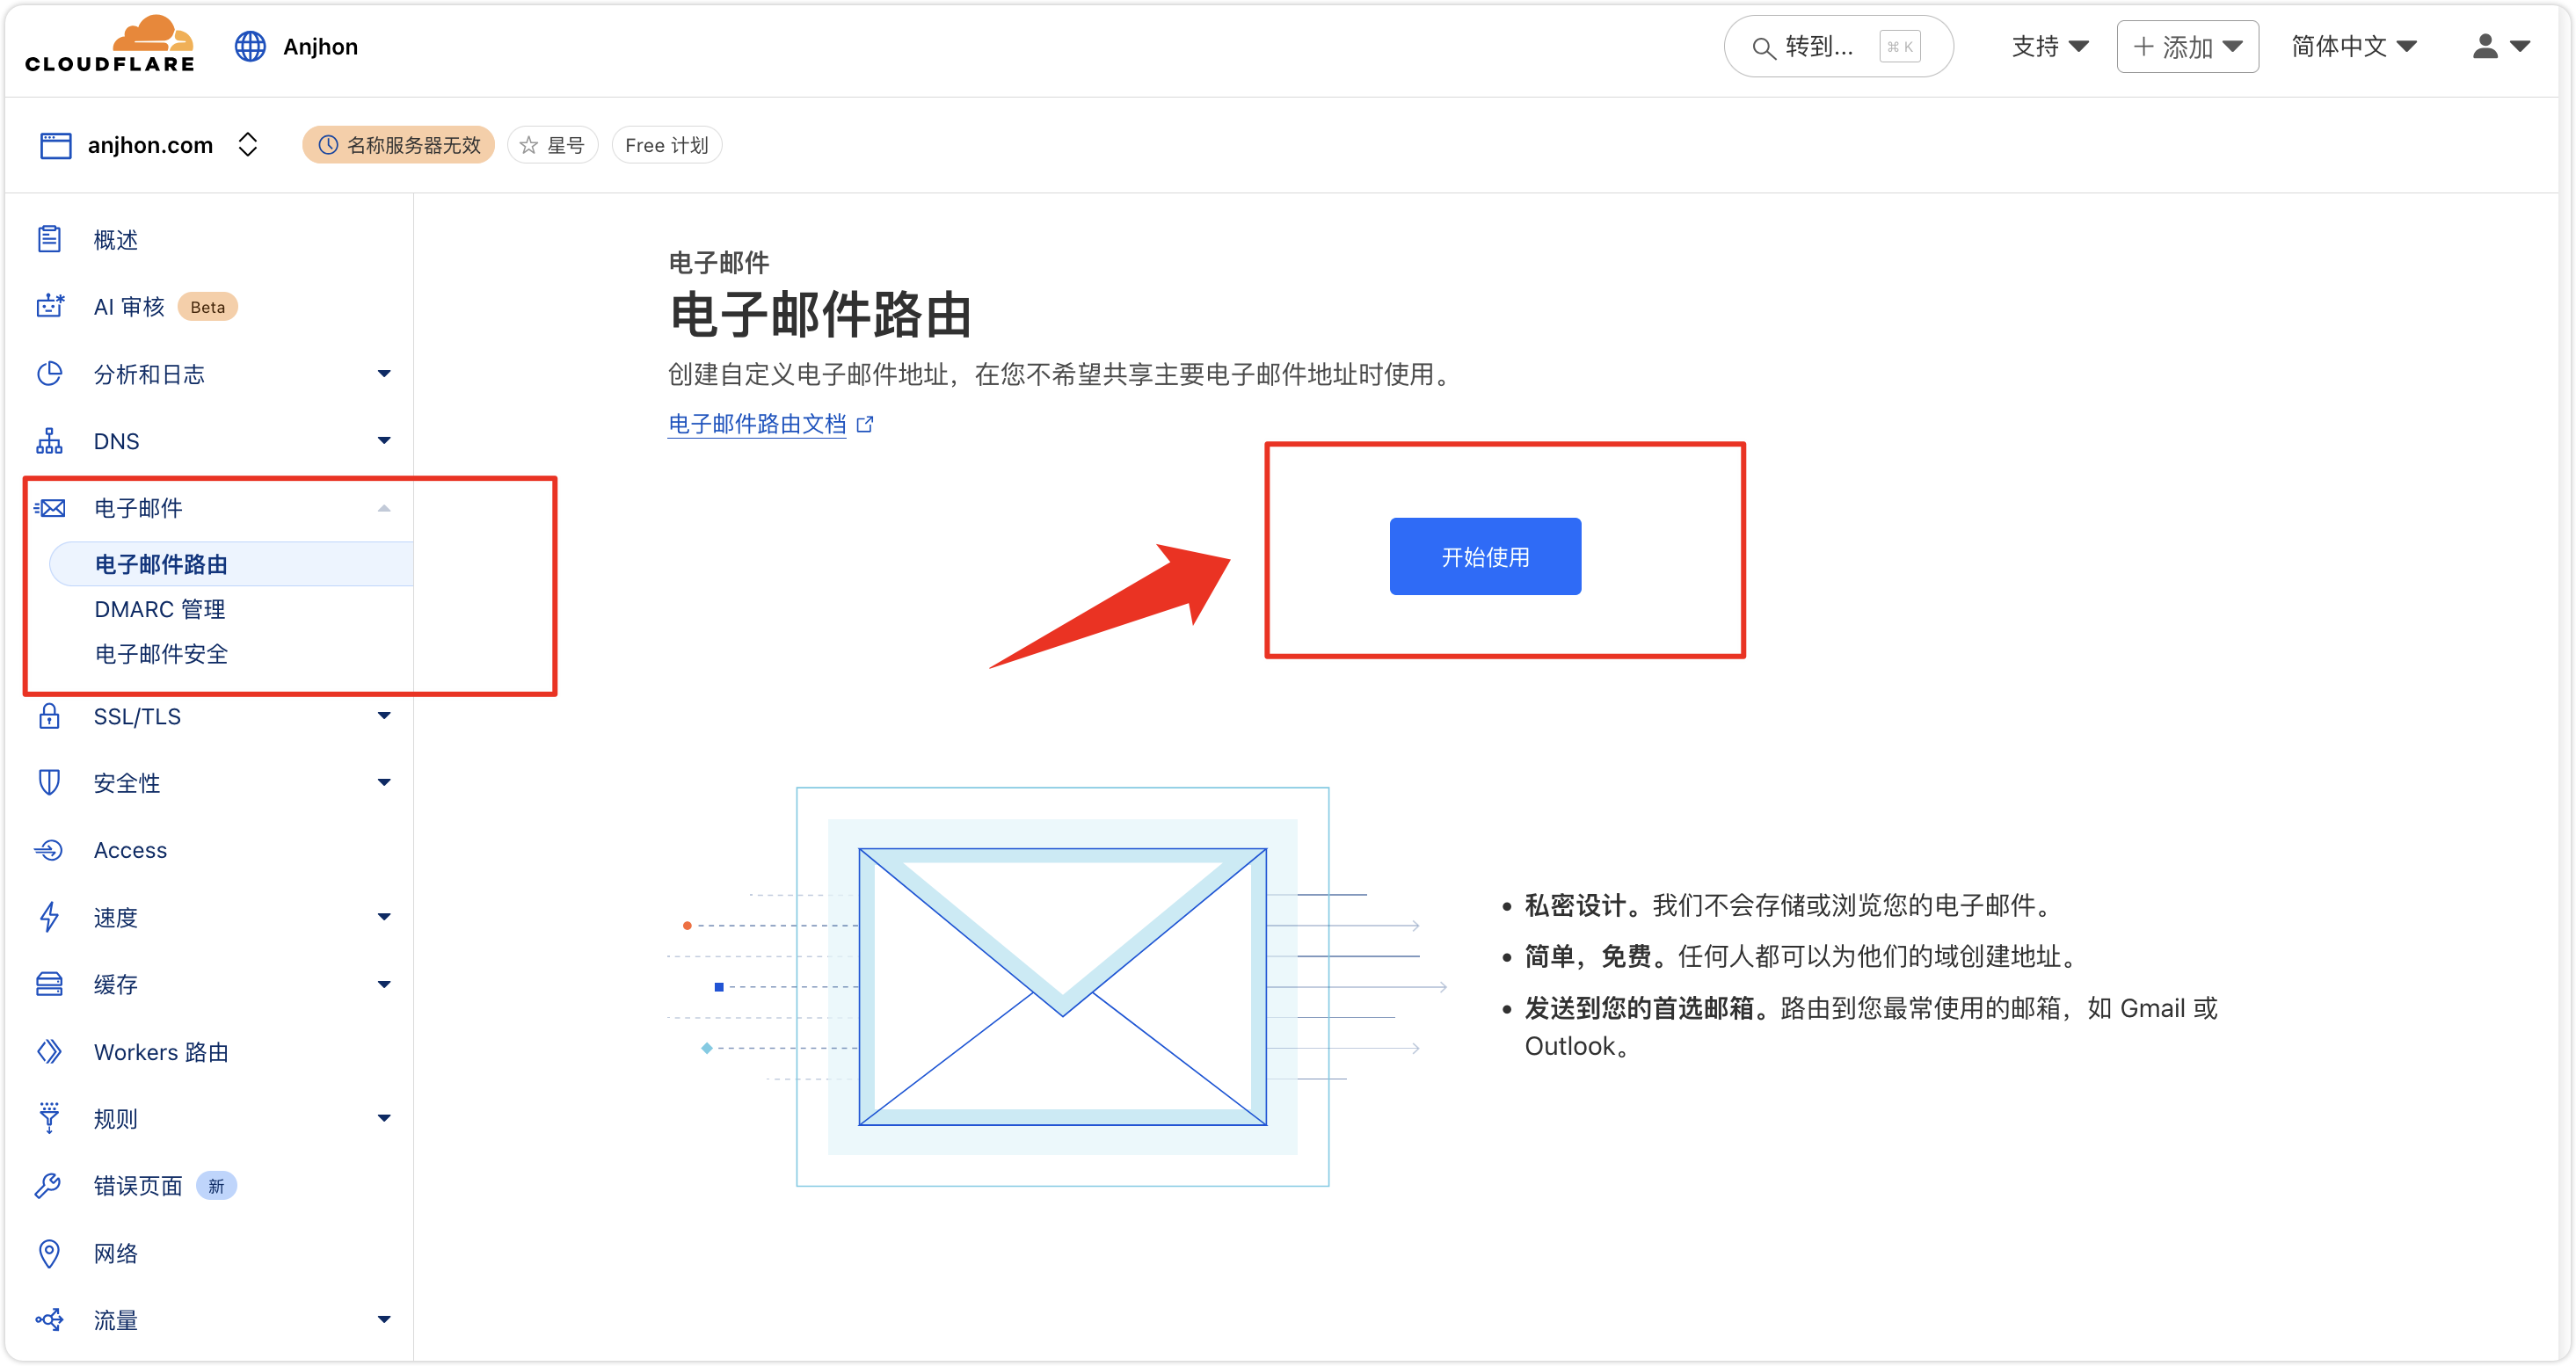 CLOUDFLARE
Anjhon
转到...
⌘ K
支持
+ 添加
简体中文
anjhon.com
名称服务器无效
星号
Free 计划
概述
AI 审核 Beta
分析和日志
DNS
电子邮件
电子邮件路由
DMARC 管理
电子邮件安全
SSL/TLS
安全性
Access
速度
缓存
Workers 路由
规则
错误页面 新
网络
流量
电子邮件
电子邮件路由
创建自定义电子邮件地址，在您不希望共享主要电子邮件地址时使用。
电子邮件路由文档
开始使用
• 私密设计。我们不会存储或浏览您的电子邮件。
• 简单，免费。任何人都可以为他们的域创建地址。
• 发送到您的首选邮箱。路由到您最常使用的邮箱，如 Gmail 或
Outlook。